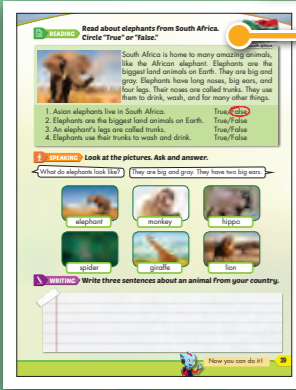 READING
Read about elephants from South Africa.
Circle "True" or "False."
South Africa is home to many amazing animals,
like the African elephant. Elephants are the
biggest land animals on Earth. They are big and
gray. Elephants have long noses, big ears, and
four legs. Their noses are called trunks. They use
them to drink, wash, and for many other things.
1. Asian elephants live in South Africa. True/False
2. Elephants are the biggest land animals on Earth. True/False
3. An elephant's legs are called trunks. True/False
4. Elephants use their trunks to wash and drink. True/False
SPEAKING Look at the pictures. Ask and answer.
What do elephants look like? They are big and gray. They have two big ears.
elephant monkey hippo
spider giraffe lion
WRITING Write three sentences about an animal from your country.
Now you can do it! 39